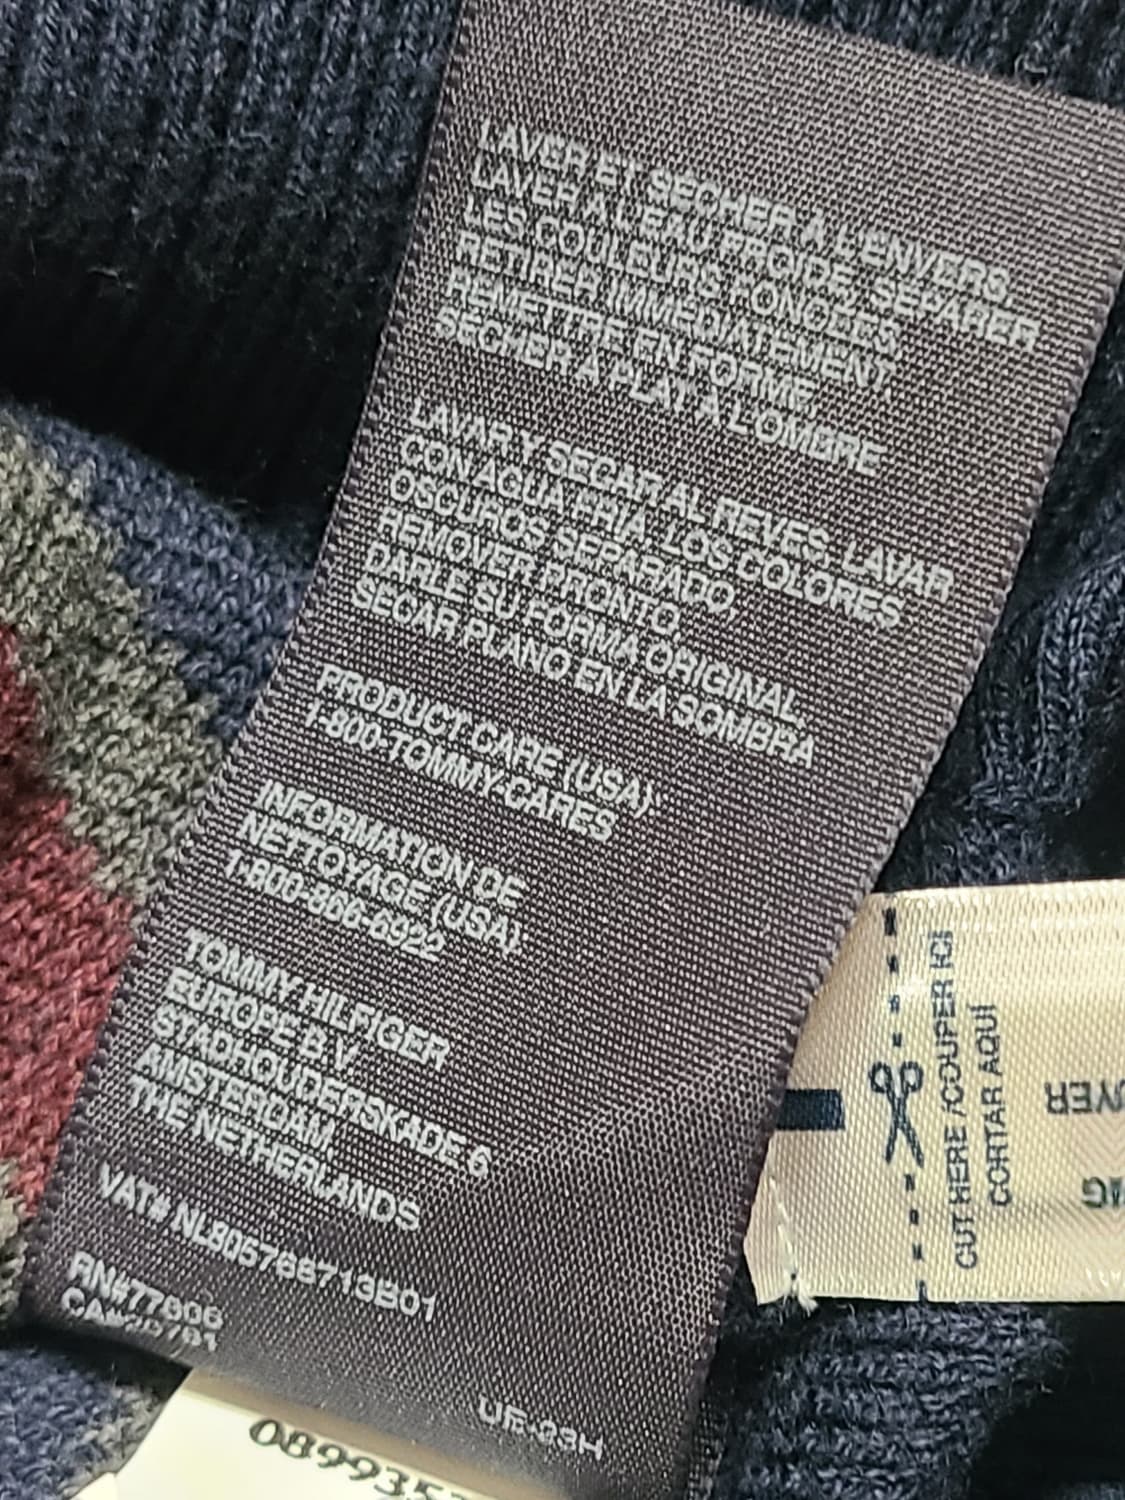 LAVER ET SÉCHER À L'ENVERS,
LAVER À L'EAU FROIDE, SÉPARER
LES COULEURS FONCÉES,
RETIRER IMMÉDIATEMENT
REMETTRE EN FORME,
SÉCHER À PLAT À L'OMBRE
LAVAR Y SECAR AL REVES, LAVAR
CON AGUA FRIA, LOS COLORES
OSCUROS SEPARADO
REMOVER PRONTO,
DARLE SU FORMA ORIGINAL,
SECAR PLANO EN LA SOMBRA
PRODUCT CARE (USA):
1-800-TOMMY-CARES
INFORMATION DE
NETTOYAGE (USA):
1-800-866-6922
TOMMY HILFIGER
EUROPE B.V.
STADHOUDERSKADE 6
AMSTERDAM,
THE NETHERLANDS
VAT# NL805768713B01
RN#77806
UF-33H
CUT HERE /COUPER ICI
CORTAR AQUÍ